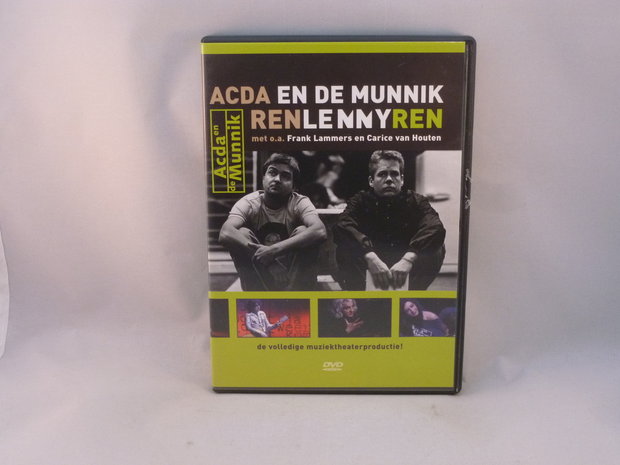 ACDA EN DE MUNNIK
RENLENNYREN
met o.a. Frank Lammers en Carice van Houten
Acda en
de Munnik
de volledige muziektheaterproductie!
DVD